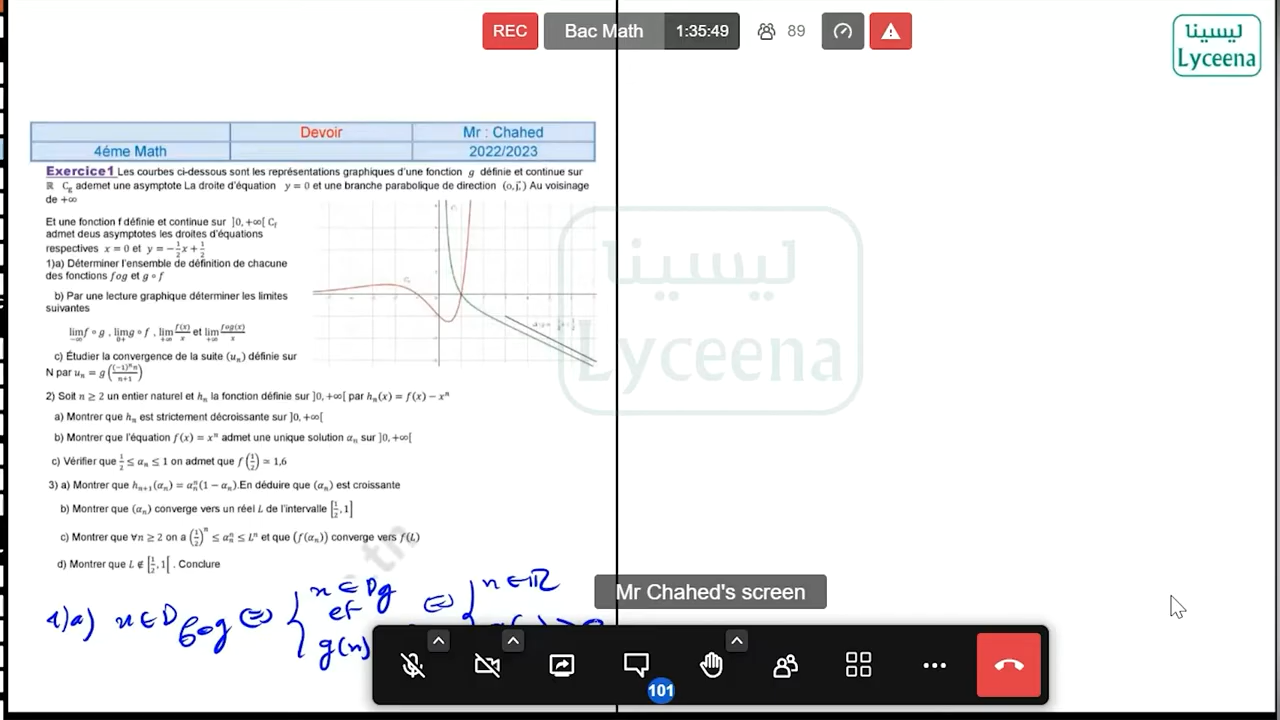 REC Bac Math 1:35:49 89
ليسينا
Lyceena
Devoir Mr : Chahed
4éme Math 2022/2023
Exercice1 Les courbes ci-dessous sont les représentations graphiques d'une fonction g définie et continue sur
ℝ C_g ademet une asymptote La droite d'équation y = 0 et une branche parabolique de direction (o, j⃗) Au voisinage
de +∞
Et une fonction f définie et continue sur ]0, +∞[ C_f
admet deus asymptotes les droites d'équations
respectives x = 0 et y = −1/2 x + 1/2
1)a) Déterminer l'ensemble de définition de chacune
des fonctions fog et g ∘ f
b) Par une lecture graphique déterminer les limites
suivantes
lim_{−∞} f ∘ g , lim_{0+} g ∘ f , lim_{+∞} f(x)/x et lim_{+∞} fog(x)/x
c) Étudier la convergence de la suite (u_n) définie sur
N par u_n = g((−1)^n n/(n+1))
2) Soit n ≥ 2 un entier naturel et h_n la fonction définie sur ]0, +∞[ par h_n(x) = f(x) − x^n
a) Montrer que h_n est strictement décroissante sur ]0, +∞[
b) Montrer que l'équation f(x) = x^n admet une unique solution α_n sur ]0, +∞[
c) Vérifier que 1/2 ≤ α_n ≤ 1 on admet que f(1/2) ≃ 1,6
3) a) Montrer que h_{n+1}(α_n) = α_n^n(1 − α_n).En déduire que (α_n) est croissante
b) Montrer que (α_n) converge vers un réel L de l'intervalle [1/2, 1]
c) Montrer que ∀n ≥ 2 on a (1/2)^n ≤ α_n^n ≤ L^n et que (f(α_n)) converge vers f(L)
d) Montrer que L ∉ [1/2, 1[ . Conclure
1)a) x ∈ D fog ⇔ { x ∈ Dg et g(x) ⇔ { x ∈ ℝ
ليسينا
Lyceena
Mr Chahed's screen
101